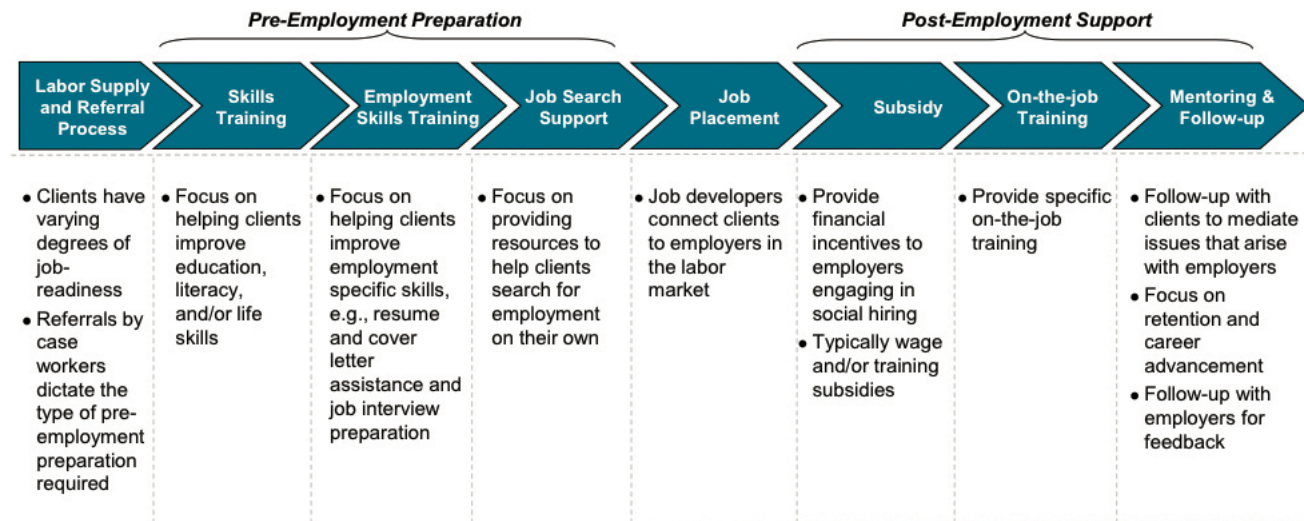 Pre-Employment Preparation
Post-Employment Support
Labor Supply
and Referral
Process
Skills
Training
Employment
Skills Training
Job Search
Support
Job
Placement
Subsidy
On-the-job
Training
Mentoring &
Follow-up
• Clients have
varying
degrees of
job-
readiness
• Referrals by
case
workers
dictate the
type of pre-
employment
preparation
required
• Focus on
helping clients
improve
education,
literacy,
and/or life
skills
• Focus on
helping clients
improve
employment
specific skills,
e.g., resume
and cover
letter
assistance and
job interview
preparation
• Focus on
providing
resources to
help clients
search for
employment
on their own
• Job developers
connect clients
to employers in
the labor
market
• Provide
financial
incentives to
employers
engaging in
social hiring
• Typically wage
and/or training
subsidies
• Provide specific
on-the-job
training
• Follow-up with
clients to mediate
issues that arise
with employers
• Focus on
retention and
career
advancement
• Follow-up with
employers for
feedback